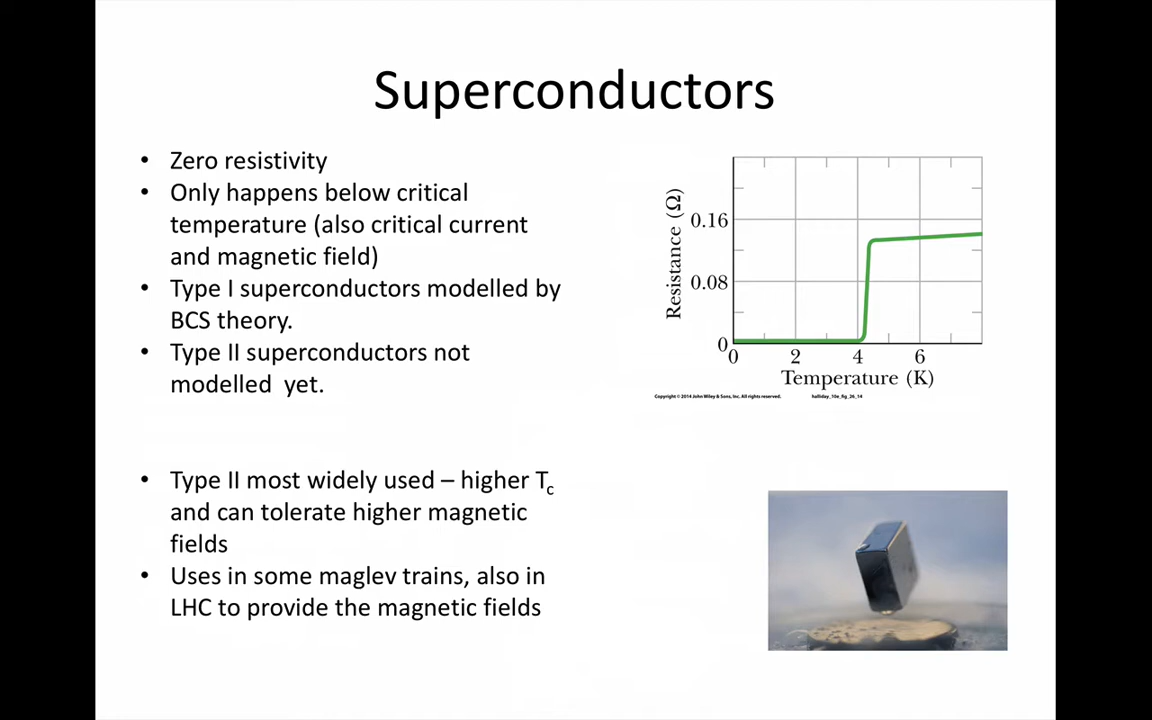 Superconductors
• Zero resistivity
• Only happens below critical
temperature (also critical current
and magnetic field)
• Type I superconductors modelled by
BCS theory.
• Type II superconductors not
modelled  yet.
• Type II most widely used – higher Tc
and can tolerate higher magnetic
fields
• Uses in some maglev trains, also in
LHC to provide the magnetic fields
Resistance (Ω)
0.16
0.08
0
0 2 4 6
Temperature (K)
Copyright © 2014 John Wiley & Sons, Inc. All rights reserved. halliday_10e_fig_26_14